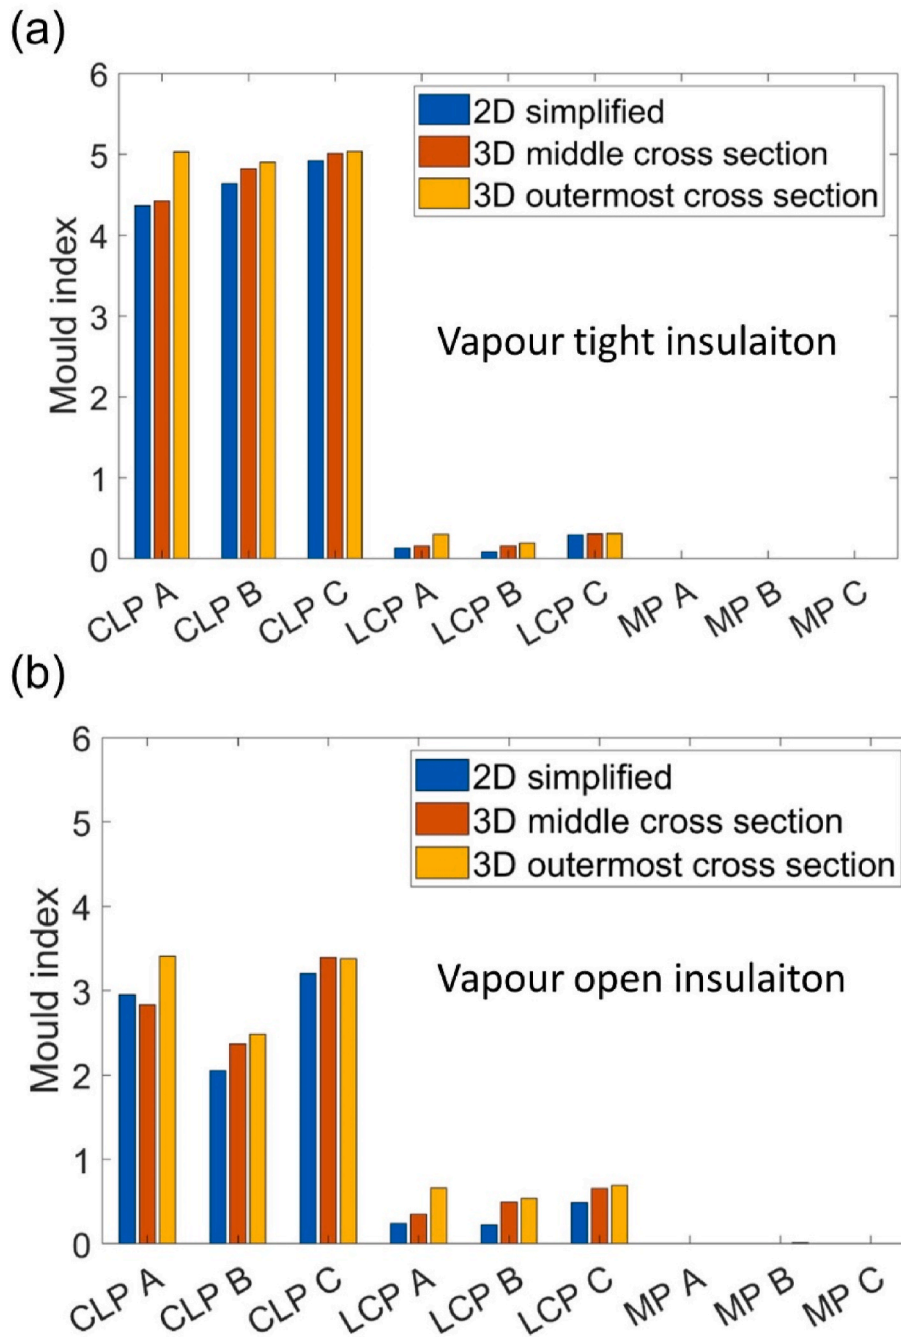 (a)
6
5
4
3
2
1
0
Mould index
2D simplified
3D middle cross section
3D outermost cross section
Vapour tight insulaiton
CLP A
CLP B
CLP C
LCP A
LCP B
LCP C
MP A
MP B
MP C
(b)
6
5
4
3
2
1
0
Mould index
2D simplified
3D middle cross section
3D outermost cross section
Vapour open insulaiton
CLP A
CLP B
CLP C
LCP A
LCP B
LCP C
MP A
MP B
MP C